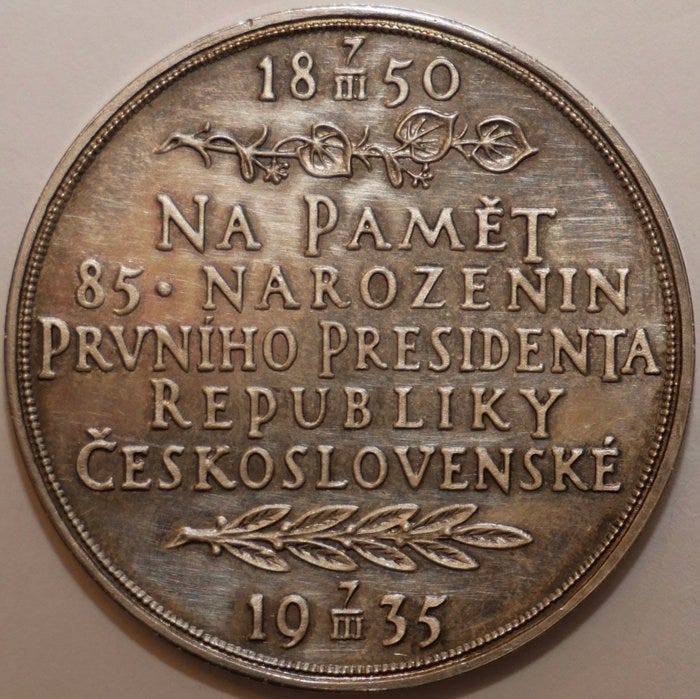 18 7/III 50
NA PAMĚT
85· NAROZENIN
PRVNÍHO PRESIDENTA
REPUBLIKY
ČESKOSLOVENSKÉ
19 7/III 35